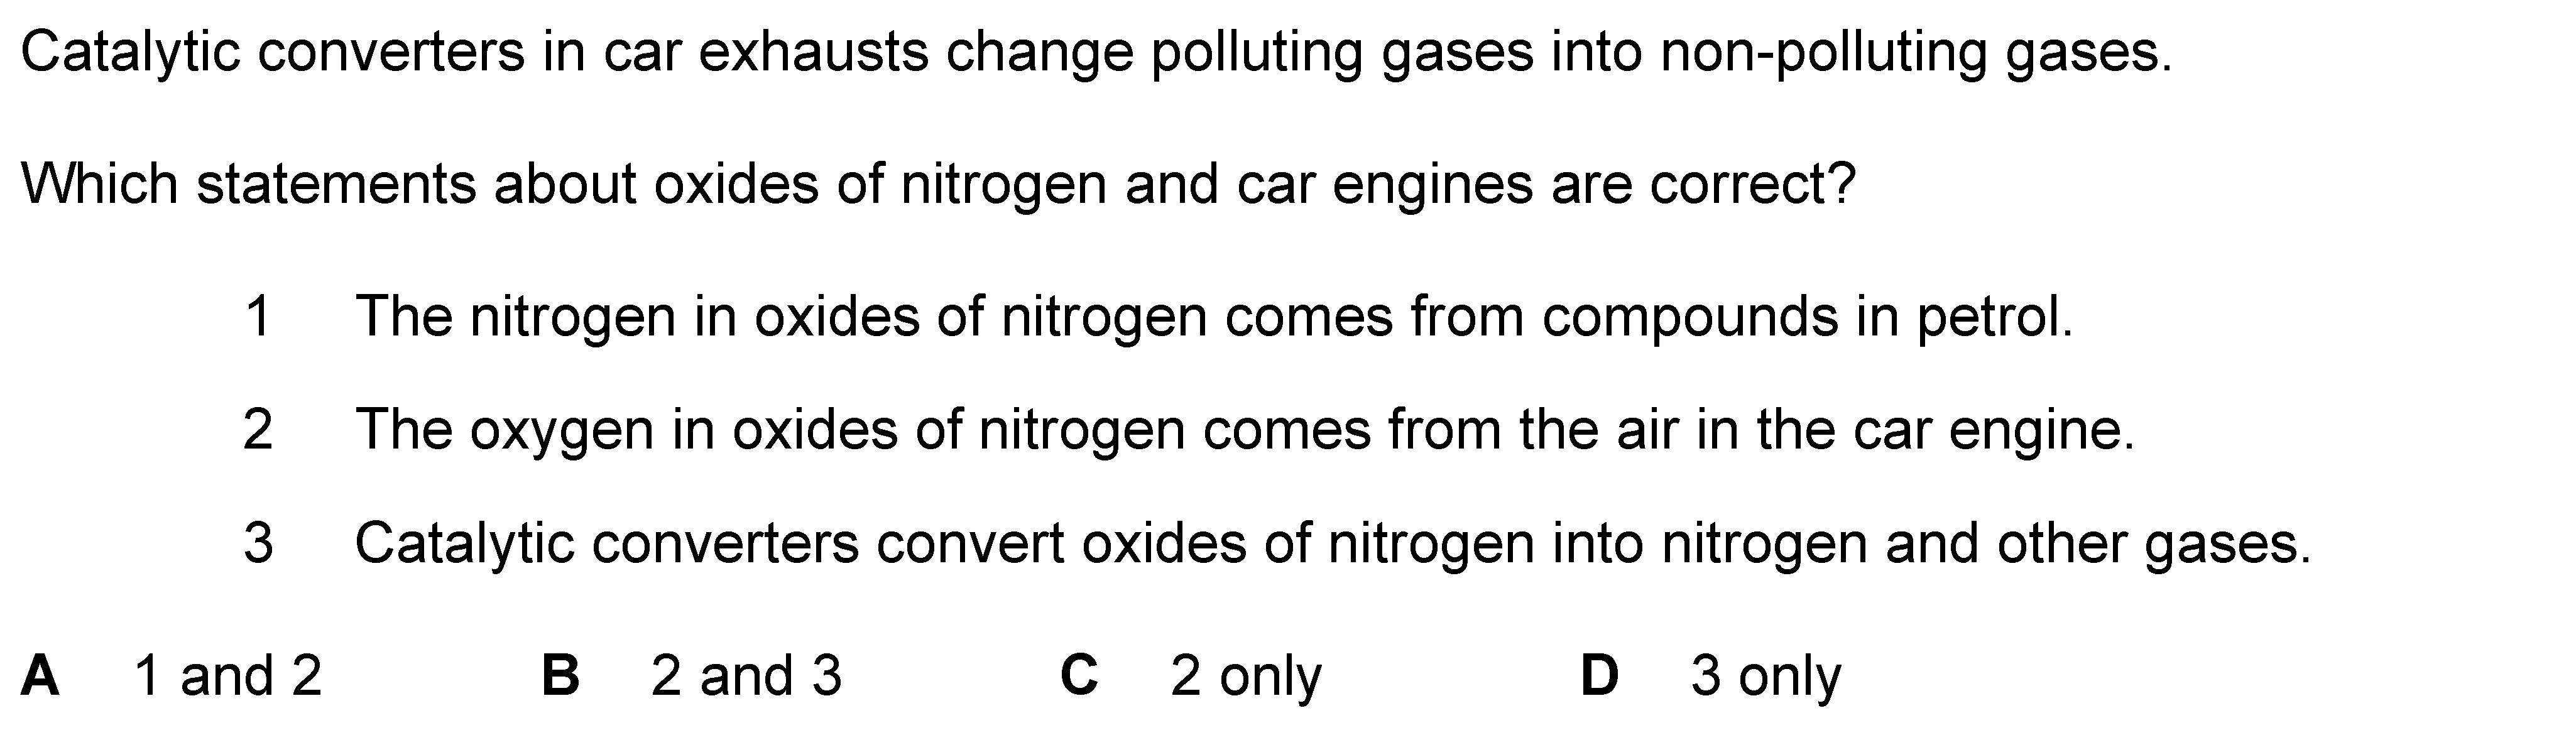 Catalytic converters in car exhausts change polluting gases into non-polluting gases.
Which statements about oxides of nitrogen and car engines are correct?
1 The nitrogen in oxides of nitrogen comes from compounds in petrol.
2 The oxygen in oxides of nitrogen comes from the air in the car engine.
3 Catalytic converters convert oxides of nitrogen into nitrogen and other gases.
A 1 and 2 B 2 and 3 C 2 only D 3 only